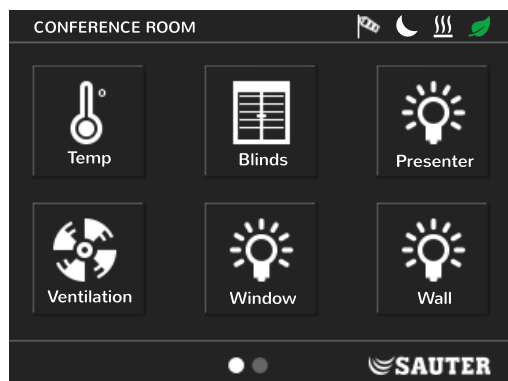 CONFERENCE ROOM
Temp
Blinds
Presenter
Ventilation
Window
Wall
SAUTER